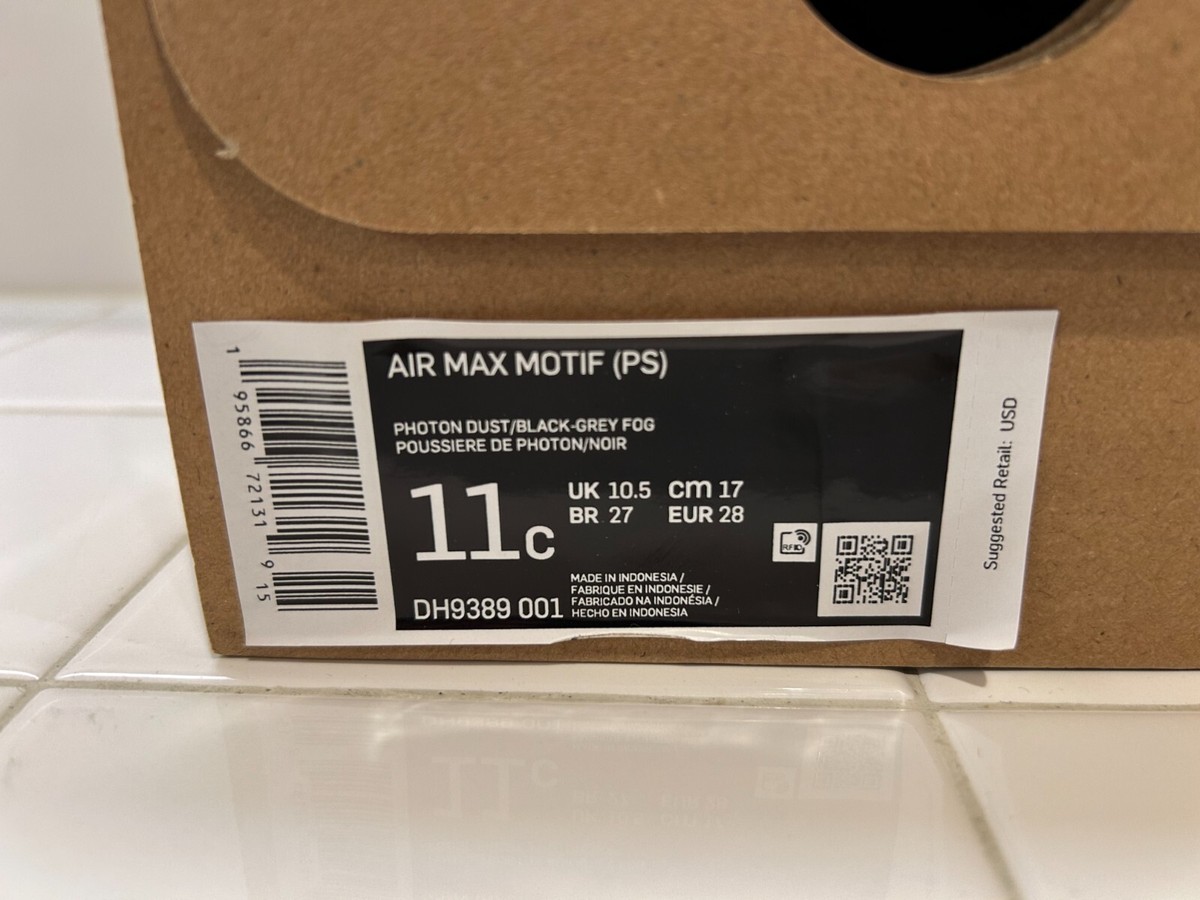 AIR MAX MOTIF (PS)
PHOTON DUST/BLACK-GREY FOG
POUSSIERE DE PHOTON/NOIR
11C
UK 10.5 cm 17
BR 27 EUR 28
RFID
DH9389 001
MADE IN INDONESIA /
FABRIQUE EN INDONESIE /
FABRICADO NA INDONÉSIA /
HECHO EN INDONESIA
1 95866 72131 9 15
Suggested Retail: USD